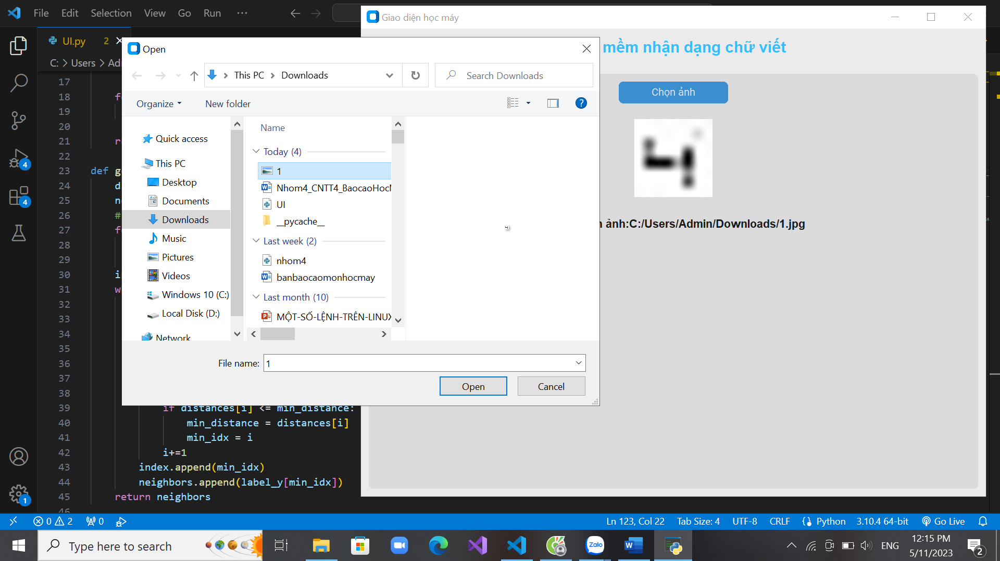 File Edit Selection View Go Run ···
Giao diện học máy
UI.py 2
C: > Users >
mềm nhận dạng chữ viết
Chọn ảnh
ảnh:C:/Users/Admin/Downloads/1.jpg
Open
This PC > Downloads
Search Downloads
Organize
New folder
Quick access
This PC
Desktop
Documents
Downloads
Music
Pictures
Videos
Windows 10 (C:)
Local Disk (D:)
Network
Name
Today (4)
1
Nhom4_CNTT4_BaocaoHocM
UI
__pycache__
Last week (2)
nhom4
banbaocaomonhocmay
Last month (10)
MỘT-SỐ-LỆNH-TRÊN-LINUX
File name: 1
Open Cancel
17
18
19
20
21
22
23 def g
24 d
25 n
26 #
27
28
29
30 i
31 w
32
33
34
35
36
37
38
39 if distances[i] <= min_distance:
40 min_distance = distances[i]
41 min_idx = i
42 i+=1
43 index.append(min_idx)
44 neighbors.append(label_y[min_idx])
45 return neighbors
46
4
4
1
0 2 0 Ln 123, Col 22 Tab Size: 4 UTF-8 CRLF Python 3.10.4 64-bit Go Live
Type here to search
Zalo
ENG
12:15 PM
5/11/2023
2